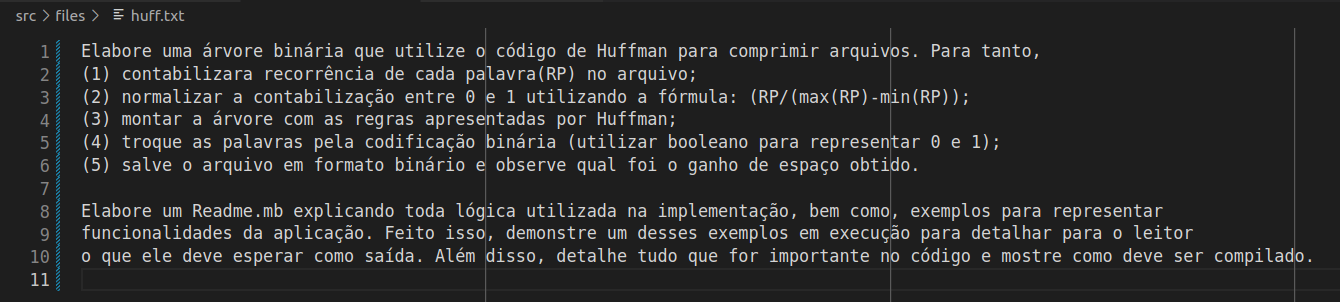 src > files > huff.txt
1 Elabore uma árvore binária que utilize o código de Huffman para comprimir arquivos. Para tanto,
2 (1) contabilizara recorrência de cada palavra(RP) no arquivo;
3 (2) normalizar a contabilização entre 0 e 1 utilizando a fórmula: (RP/(max(RP)-min(RP));
4 (3) montar a árvore com as regras apresentadas por Huffman;
5 (4) troque as palavras pela codificação binária (utilizar booleano para representar 0 e 1);
6 (5) salve o arquivo em formato binário e observe qual foi o ganho de espaço obtido.
7
8 Elabore um Readme.mb explicando toda lógica utilizada na implementação, bem como, exemplos para representar
9 funcionalidades da aplicação. Feito isso, demonstre um desses exemplos em execução para detalhar para o leitor
10 o que ele deve esperar como saída. Além disso, detalhe tudo que for importante no código e mostre como deve ser compilado.
11